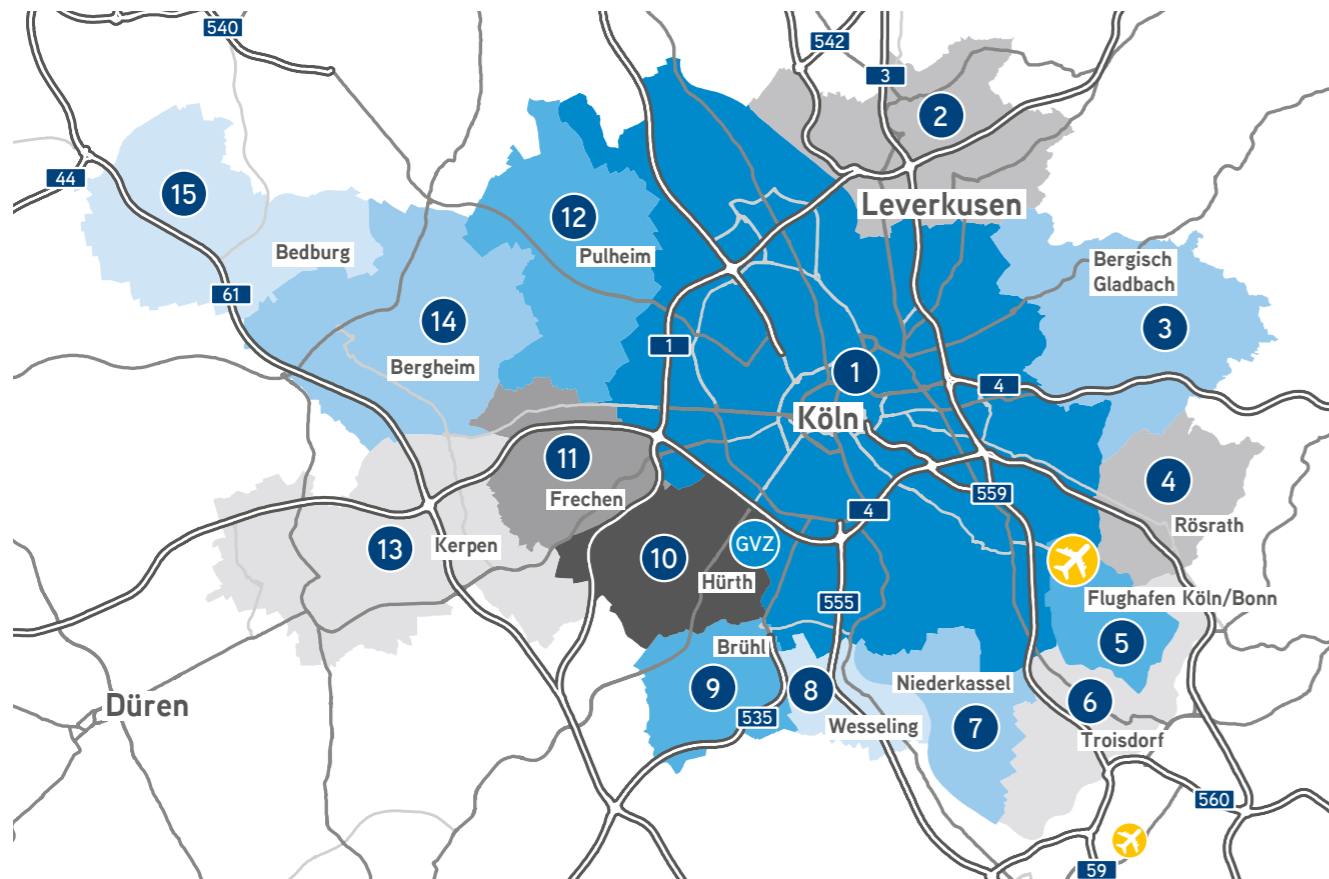 540
542
3
2
44
15
Leverkusen
12
Bedburg
Pulheim
Bergisch
Gladbach
61
14
3
1
Bergheim
1
4
Köln
11
4
Frechen
559
4
Rösrath
13
Kerpen
10
GVZ
Hürth
Flughafen Köln/Bonn
555
5
Brühl
Niederkassel
9
8
6
Düren
535
Wesseling
7
Troisdorf
560
59